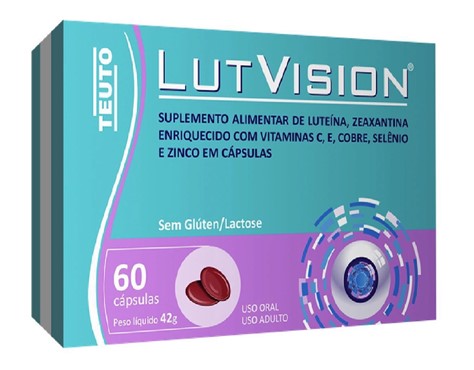 TEUTO
LUTVISION®
SUPLEMENTO ALIMENTAR DE LUTEÍNA, ZEAXANTINA
ENRIQUECIDO COM VITAMINAS C, E, COBRE, SELÊNIO
E ZINCO EM CÁPSULAS
Sem Glúten/Lactose
60
cápsulas
Peso líquido 42g
USO ORAL
USO ADULTO